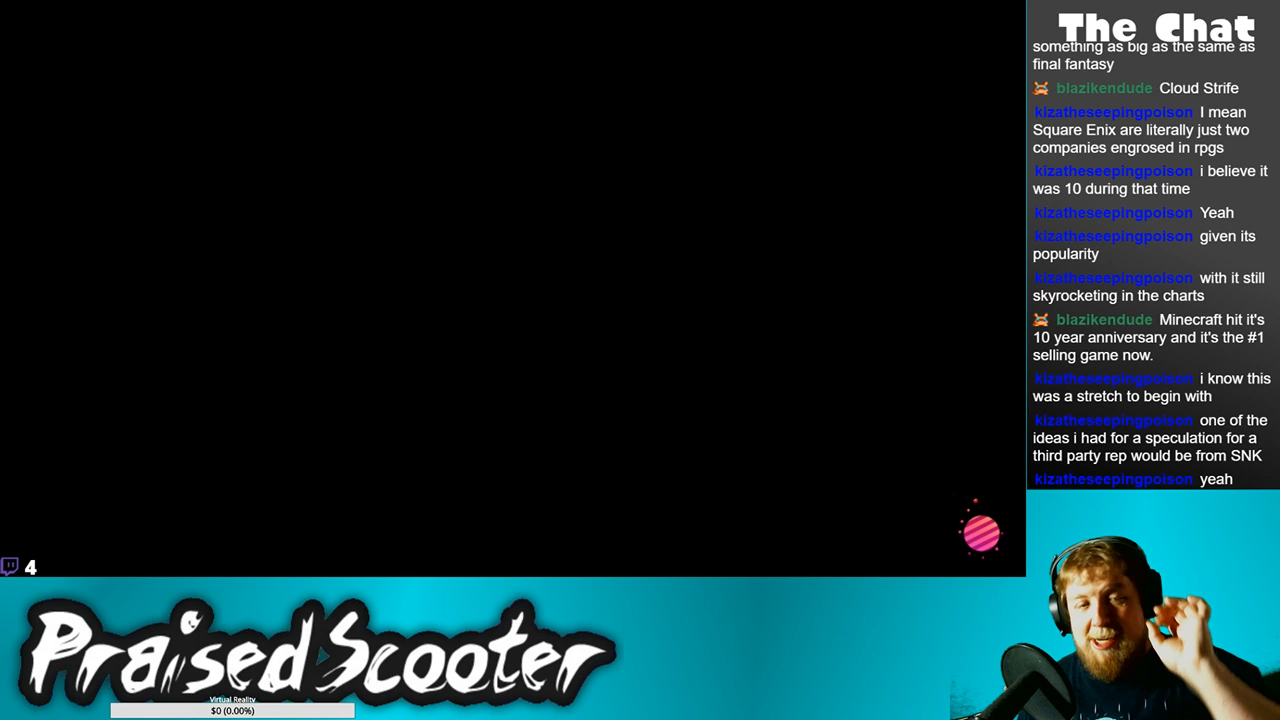 The Chat
something as big as the same as
final fantasy
blazikendude Cloud Strife
kizatheseepingpoison I mean
Square Enix are literally just two
companies engrosed in rpgs
kizatheseepingpoison i believe it
was 10 during that time
kizatheseepingpoison Yeah
kizatheseepingpoison given its
popularity
kizatheseepingpoison with it still
skyrocketing in the charts
blazikendude Minecraft hit it's
10 year anniversary and it's the #1
selling game now.
kizatheseepingpoison i know this
was a stretch to begin with
kizatheseepingpoison one of the
ideas i had for a speculation for a
third party rep would be from SNK
kizatheseepingpoison yeah
4
PraisedScooter
Virtual Reality
$0 (0.00%)